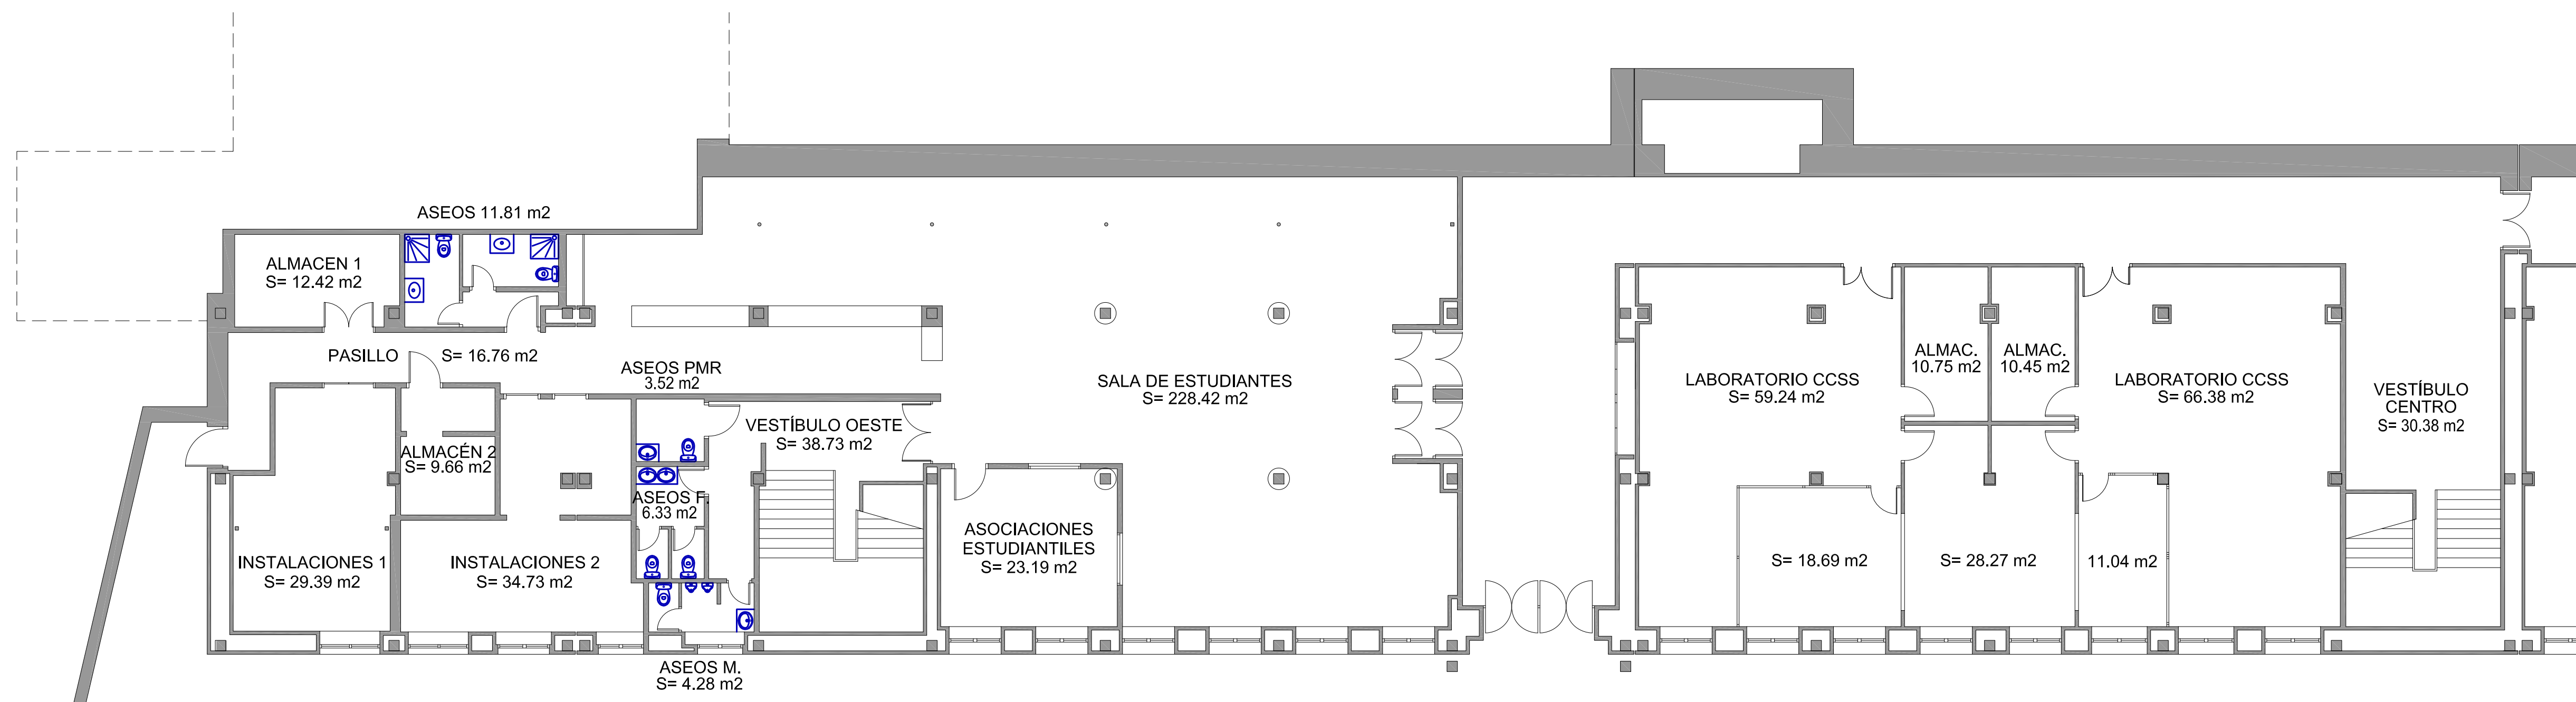 ASEOS 11.81 m2
ALMACEN 1
S= 12.42 m2
PASILLO S= 16.76 m2
ASEOS PMR
3.52 m2
VESTÍBULO OESTE
S= 38.73 m2
ALMACÉN 2
S= 9.66 m2
ASEOS F.
6.33 m2
INSTALACIONES 1
S= 29.39 m2
INSTALACIONES 2
S= 34.73 m2
ASEOS M.
S= 4.28 m2
SALA DE ESTUDIANTES
S= 228.42 m2
ASOCIACIONES
ESTUDIANTILES
S= 23.19 m2
LABORATORIO CCSS
S= 59.24 m2
ALMAC.
10.75 m2
ALMAC.
10.45 m2
LABORATORIO CCSS
S= 66.38 m2
VESTÍBULO
CENTRO
S= 30.38 m2
S= 18.69 m2
S= 28.27 m2
11.04 m2